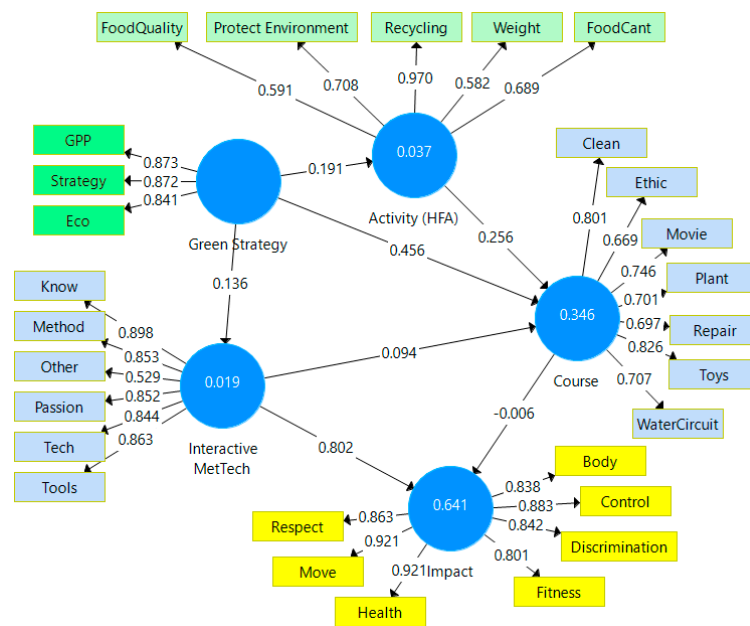 FoodQuality
Protect Environment
Recycling
Weight
FoodCant
0.591
0.708
0.970
0.582
0.689
GPP
Strategy
Eco
0.873
0.872
0.841
Green Strategy
0.191
0.037
Activity (HFA)
Clean
Ethic
Movie
Plant
Repair
Toys
WaterCircuit
0.801
0.669
0.746
0.701
0.697
0.826
0.707
0.456
0.256
0.136
0.346
Course
Know
Method
Other
Passion
Tech
Tools
0.898
0.853
0.529
0.852
0.844
0.863
0.019
Interactive
MetTech
0.094
-0.006
0.802
0.641
Impact
Body
Control
Discrimination
Fitness
0.838
0.883
0.842
0.801
Respect
Move
Health
0.863
0.921
0.921